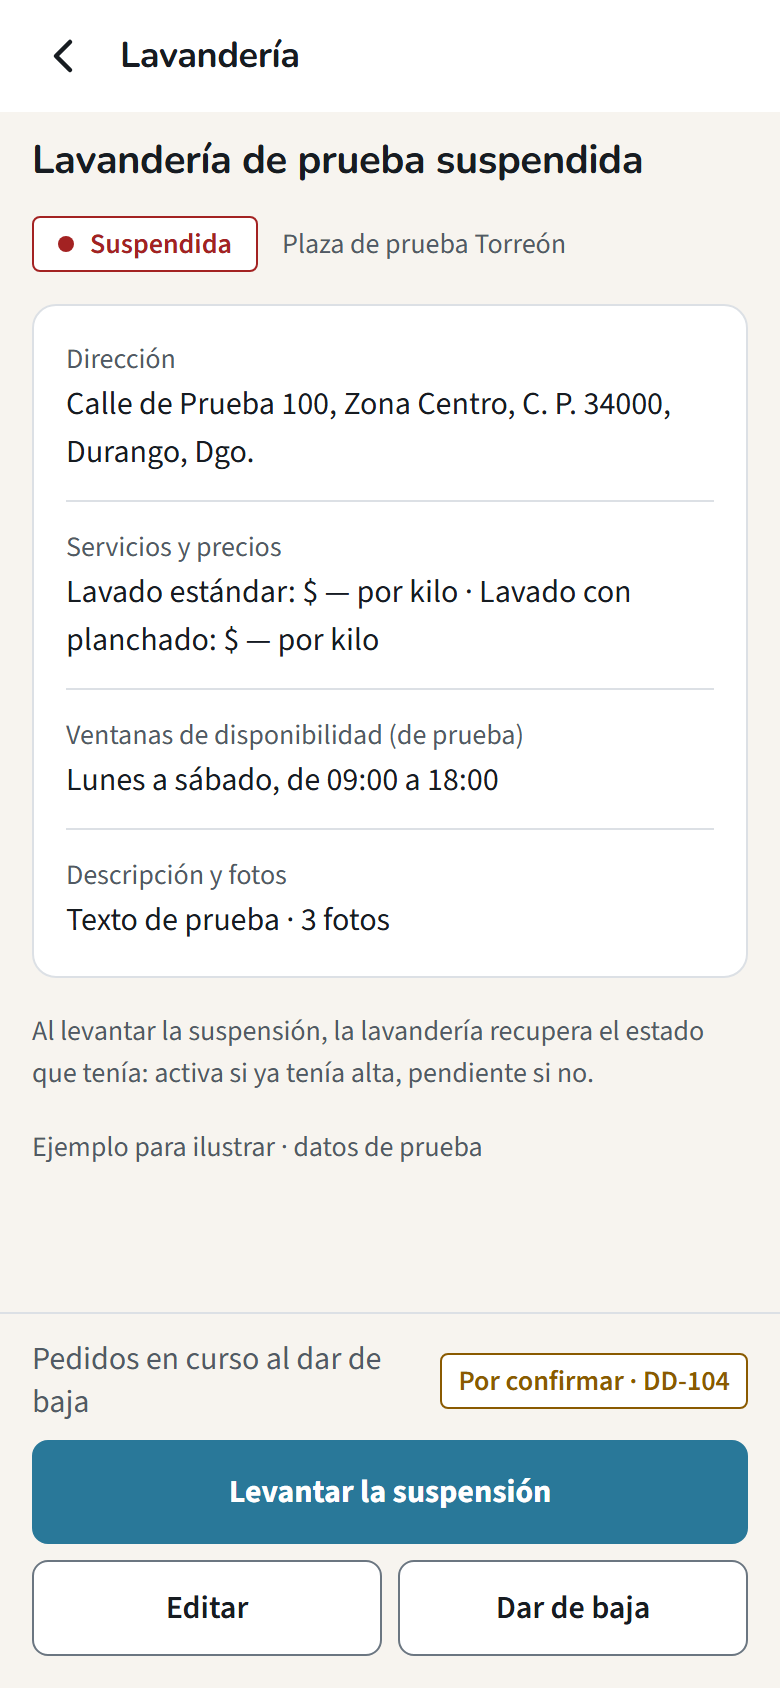 Lavandería
Lavandería de prueba suspendida
Suspendida
Plaza de prueba Torreón
Dirección
Calle de Prueba 100, Zona Centro, C. P. 34000,
Durango, Dgo.
Servicios y precios
Lavado estándar: $ — por kilo · Lavado con
planchado: $ — por kilo
Ventanas de disponibilidad (de prueba)
Lunes a sábado, de 09:00 a 18:00
Descripción y fotos
Texto de prueba · 3 fotos
Al levantar la suspensión, la lavandería recupera el estado
que tenía: activa si ya tenía alta, pendiente si no.
Ejemplo para ilustrar · datos de prueba
Pedidos en curso al dar de
baja
Por confirmar · DD-104
Levantar la suspensión
Editar
Dar de baja